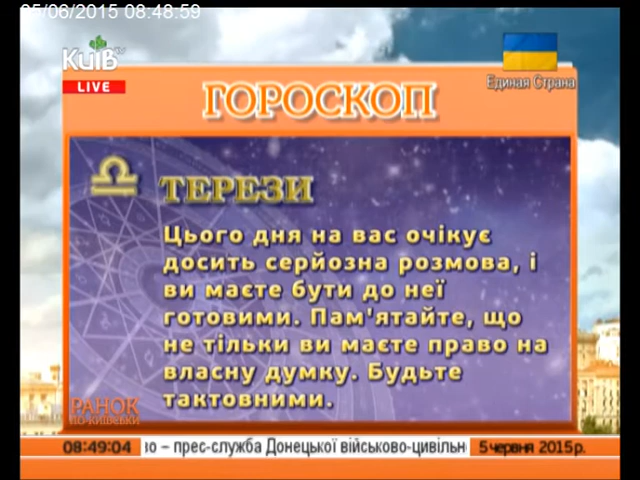 05/06/2015 08:48:59
Київ TV
LIVE
Единая Страна
ГОРОСКОП
ТЕРЕЗИ
Цього дня на вас очікує
досить серйозна розмова, і
ви маєте бути до неї
готовими. Пам'ятайте, що
не тільки ви маєте право на
власну думку. Будьте
тактовними.
РАНОК
ПО-КИЇВСЬКИ
08:49:04 во – прес-служба Донецької військово-цивільн 5 червня 2015р.